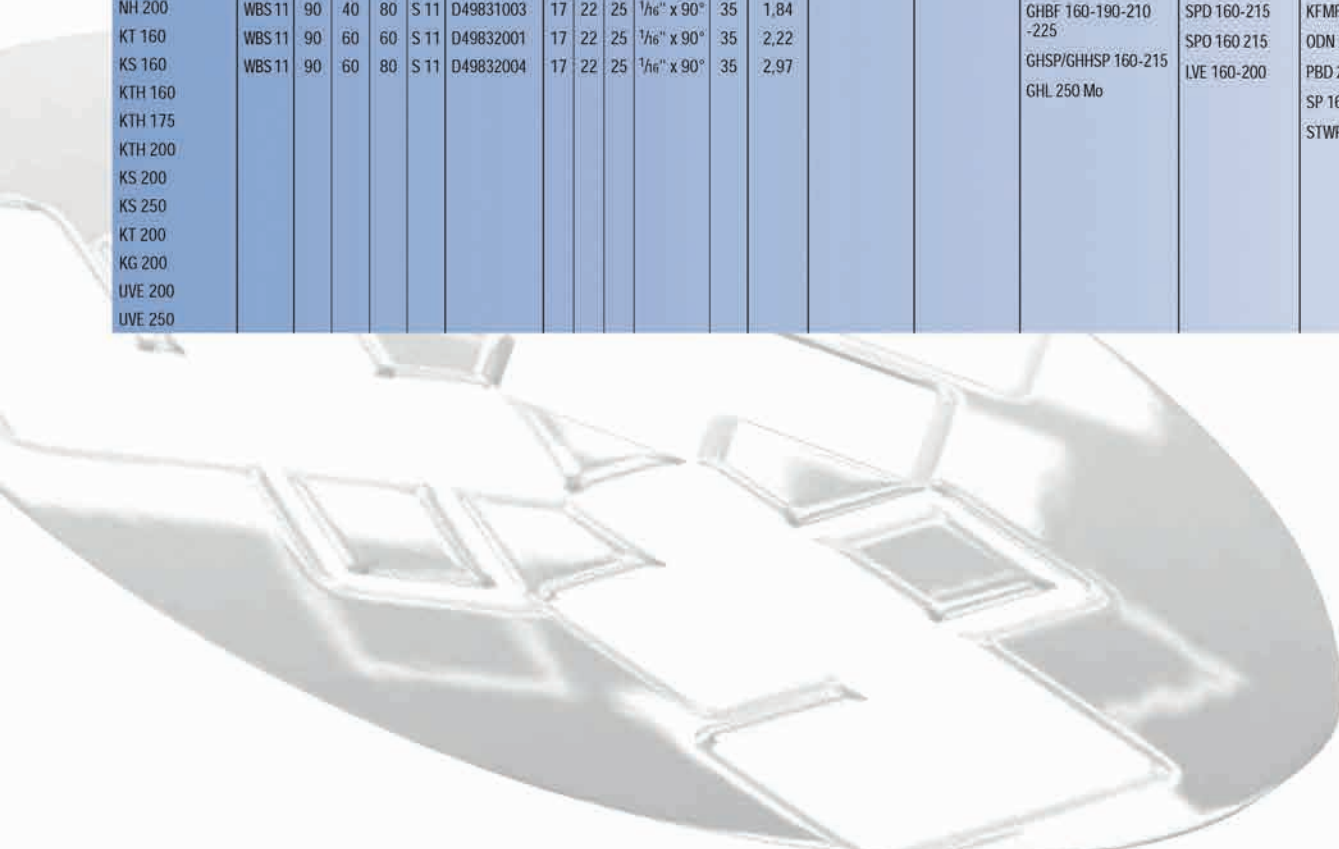 NH 200 WBS 11 90 40 80 S 11 D49831003 17 22 25 1/16" x 90° 35 1,84 GHBF 160-190-210 SPD 160-215
-225
KT 160 WBS 11 90 60 60 S 11 D49832001 17 22 25 1/16" x 90° 35 2,22 SPO 160 215 ODN
KS 160 WBS 11 90 60 80 S 11 D49832004 17 22 25 1/16" x 90° 35 2,97 GHSP/GHHSP 160-215 LVE 160-200 PBD
KTH 160 GHL 250 Mo
KTH 175
KTH 200
KS 200
KS 250
KT 200
KG 200
UVE 200
UVE 250